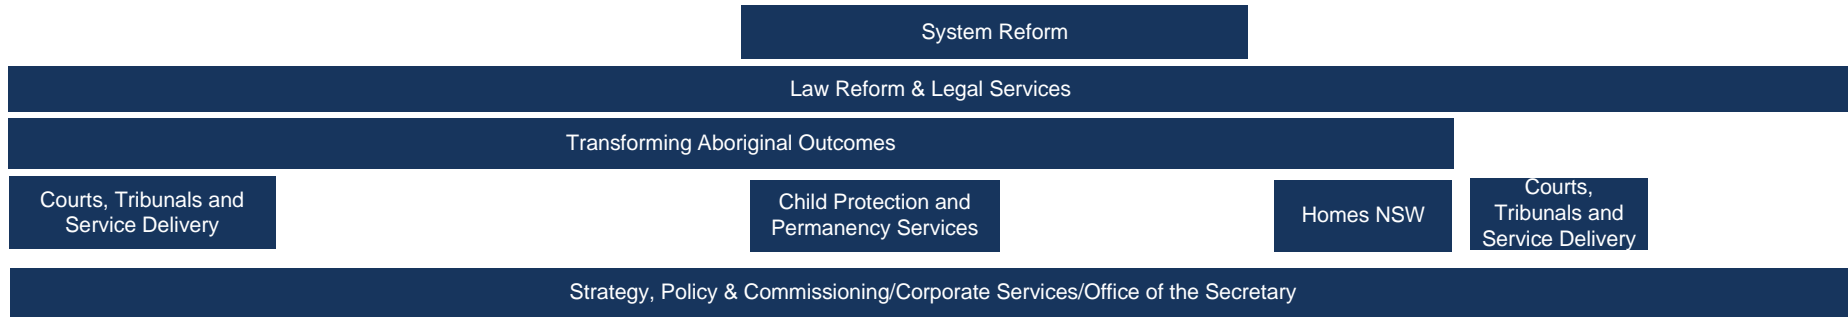 System Reform
Law Reform & Legal Services
Transforming Aboriginal Outcomes
Courts, Tribunals and
Service Delivery
Child Protection and
Permanency Services
Homes NSW
Courts,
Tribunals and
Service Delivery
Strategy, Policy & Commissioning/Corporate Services/Office of the Secretary